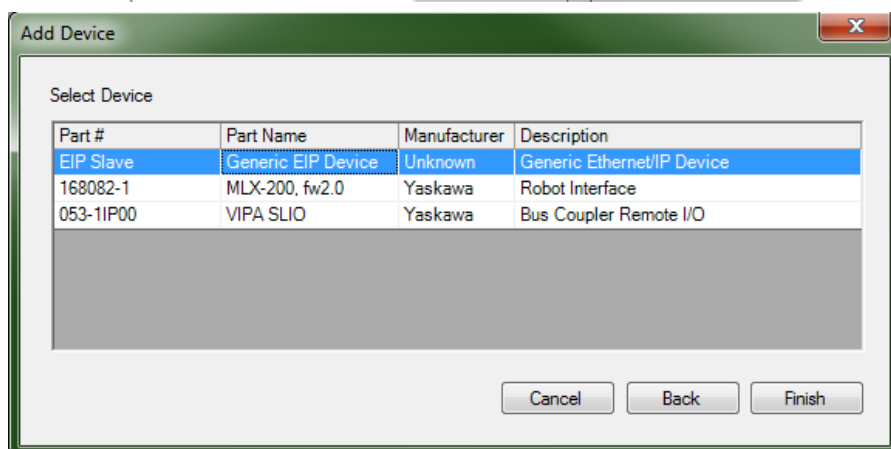 Add Device
Select Device
Part # Part Name Manufacturer Description
EIP Slave Generic EIP Device Unknown Generic Ethernet/IP Device
168082-1 MLX-200, fw2.0 Yaskawa Robot Interface
053-1IP00 VIPA SLIO Yaskawa Bus Coupler Remote I/O
Cancel Back Finish